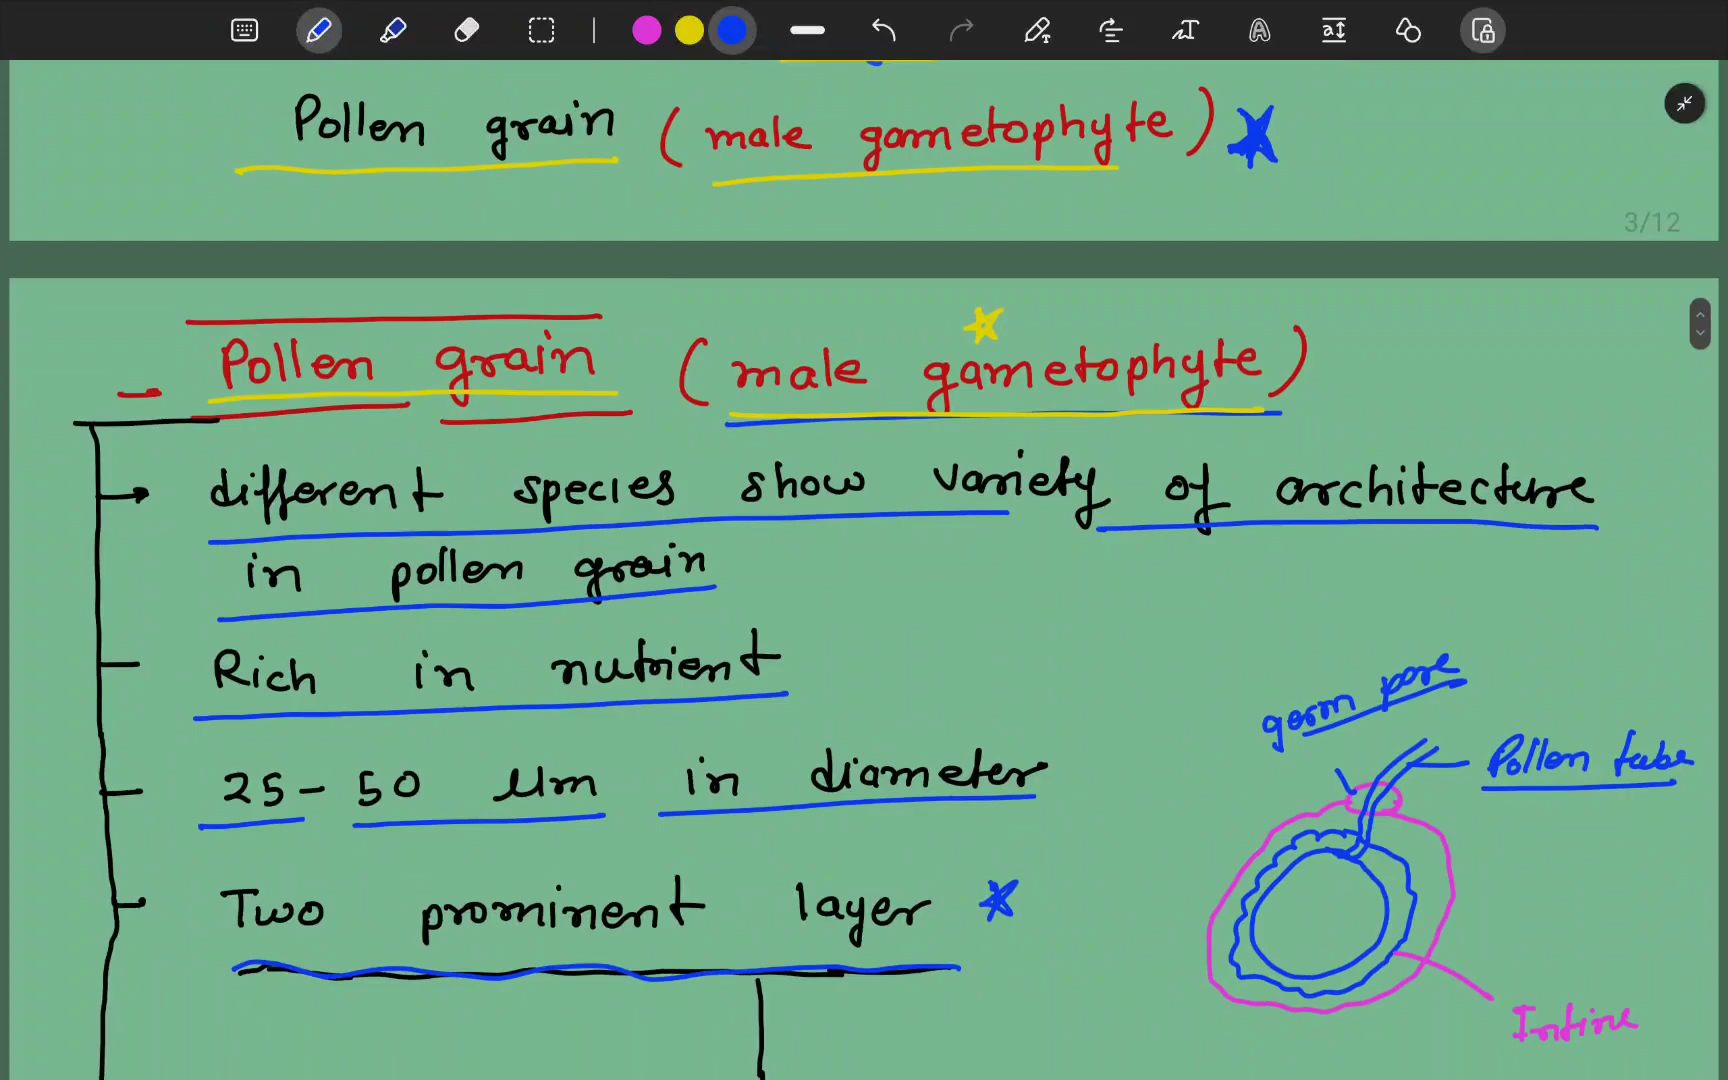 Pollen grain (male gametophyte)
3/12
Pollen grain (male gametophyte)
different species show variety of architecture
in pollen grain
Rich in nutrient
germ pore
25-50 μm in diameter
Pollen tube
Two prominent layer
Intine